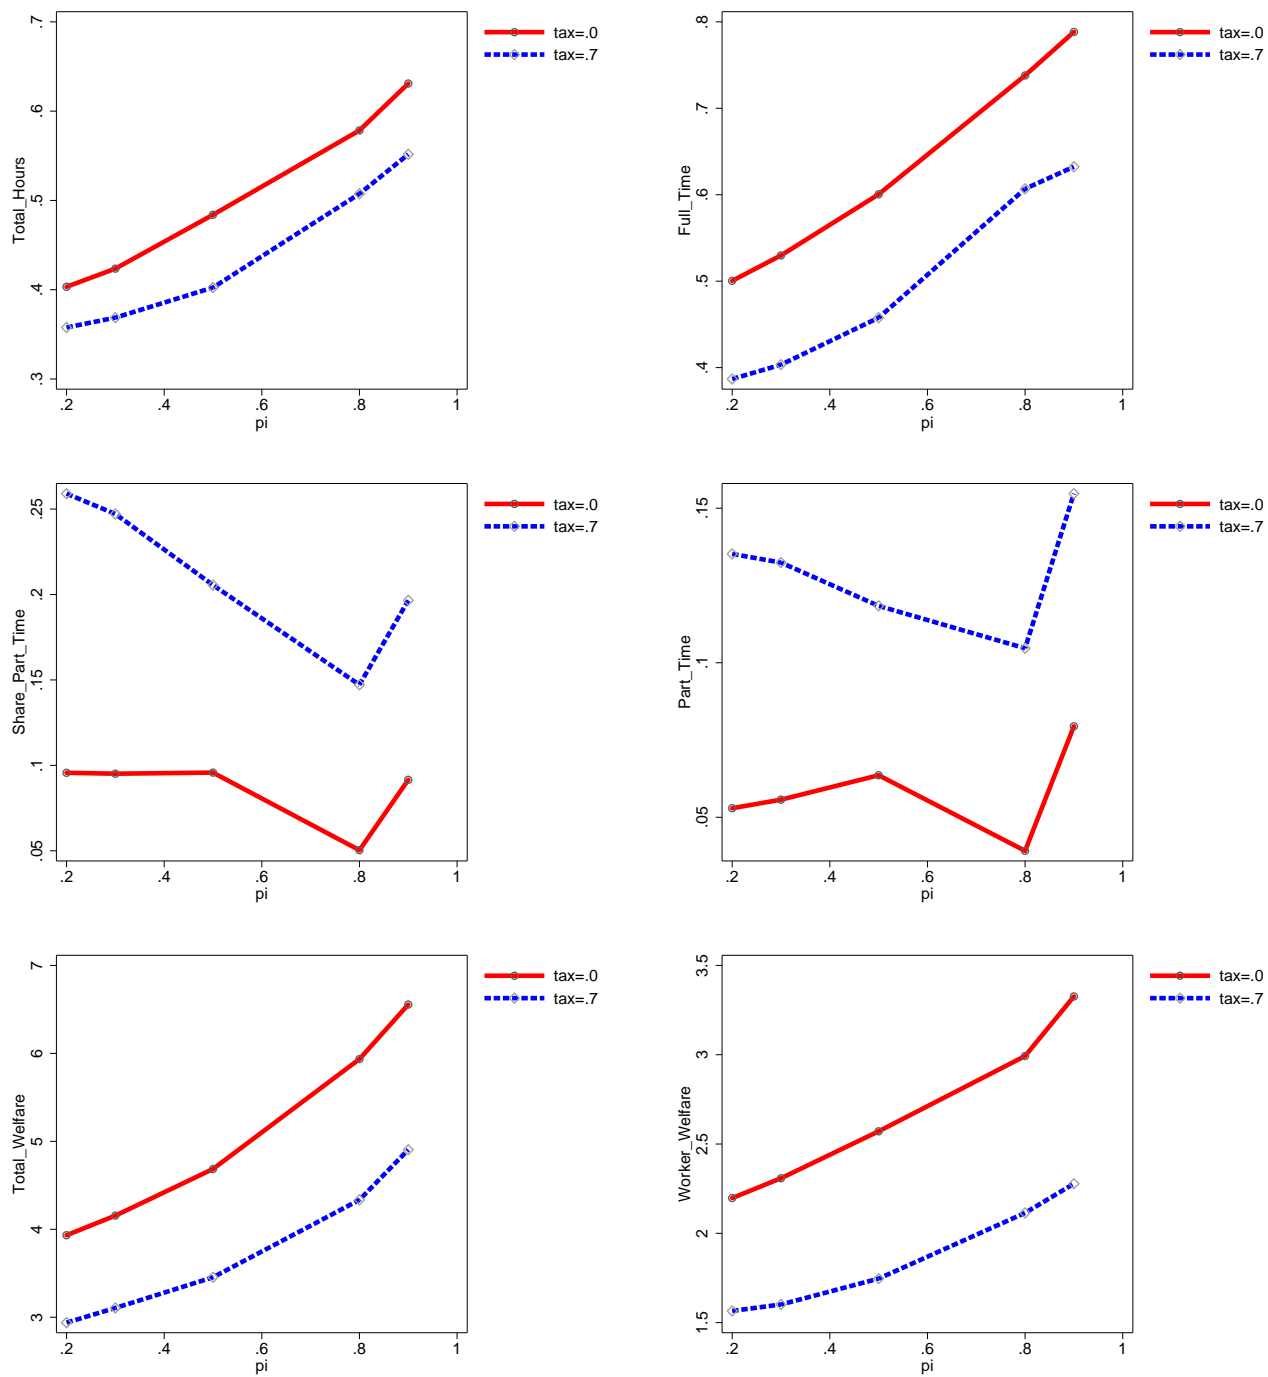 .7
.6
.5
.4
.3
Total_Hours
.2 .4 .6 .8 1
pi
tax=.0
tax=.7
.8
.7
.6
.5
.4
Full_Time
.2 .4 .6 .8 1
pi
tax=.0
tax=.7
.25
.2
.15
.1
.05
Share_Part_Time
.2 .4 .6 .8 1
pi
tax=.0
tax=.7
.15
.1
.05
Part_Time
.2 .4 .6 .8 1
pi
tax=.0
tax=.7
7
6
5
4
3
Total_Welfare
.2 .4 .6 .8 1
pi
tax=.0
tax=.7
3.5
3
2.5
2
1.5
Worker_Welfare
.2 .4 .6 .8 1
pi
tax=.0
tax=.7